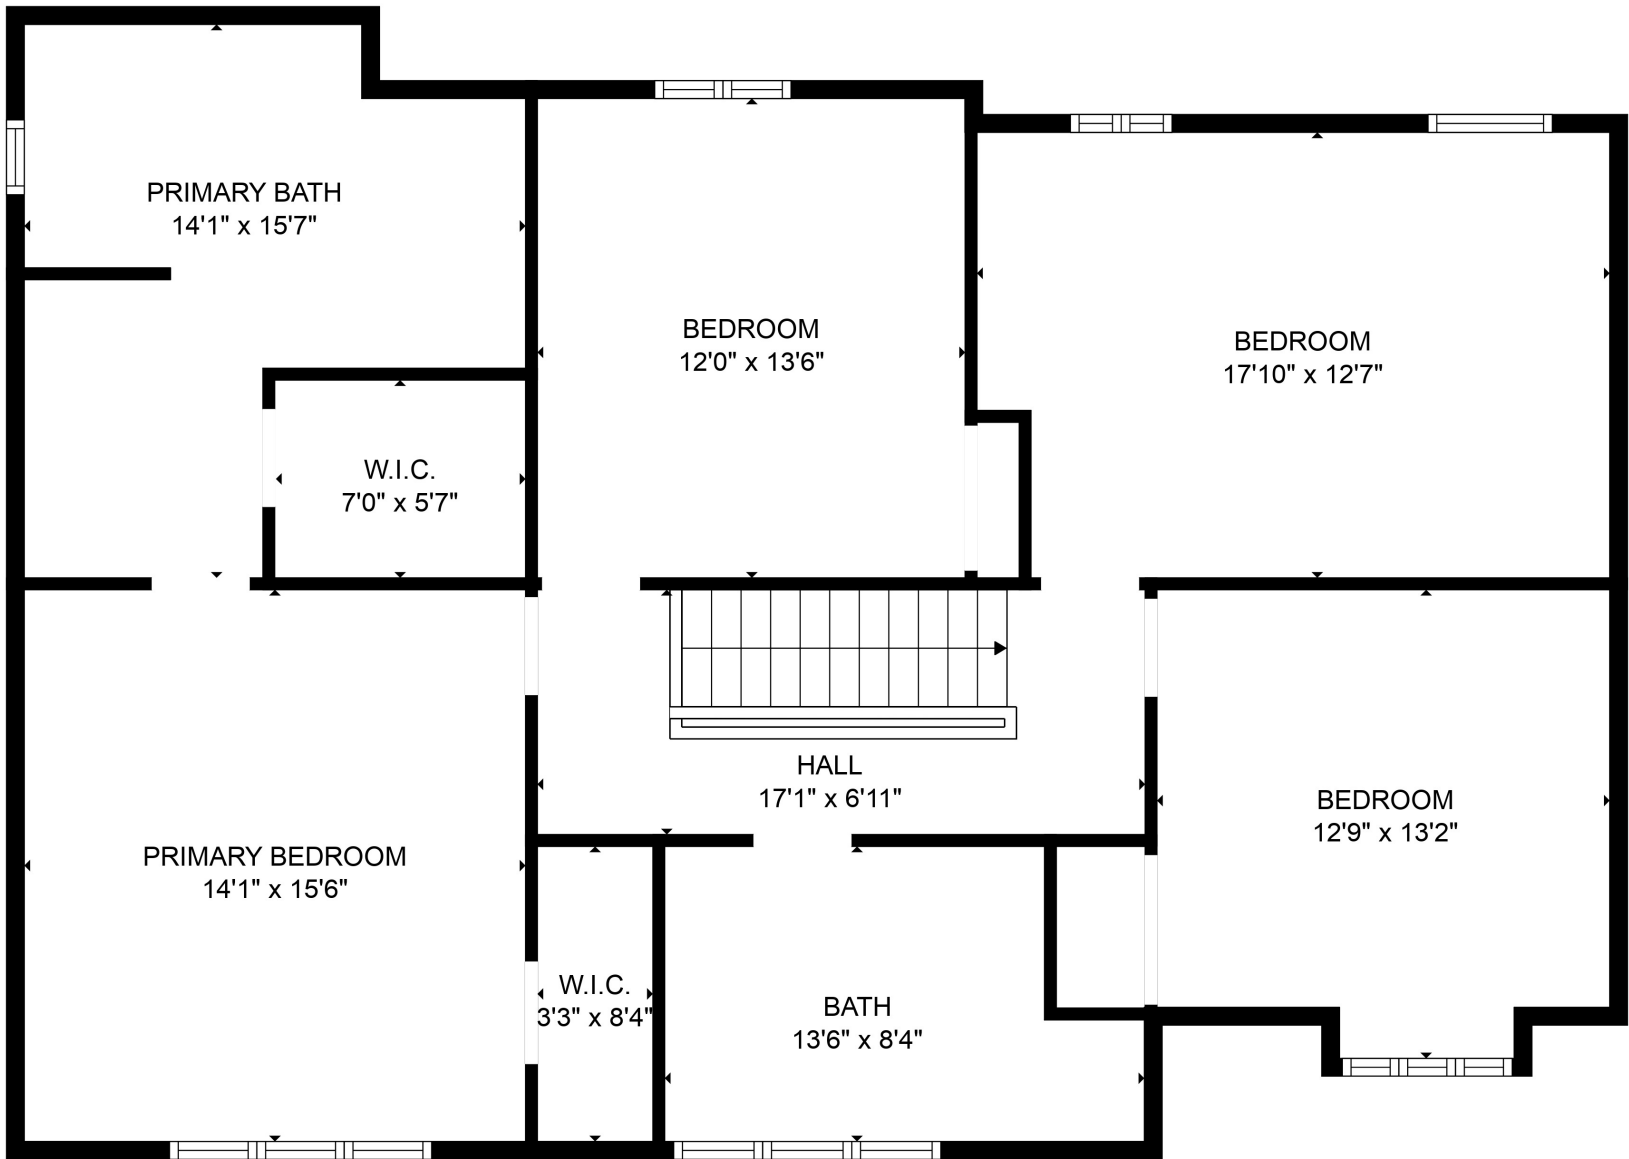 PRIMARY BATH
14'1" x 15'7"
BEDROOM
12'0" x 13'6"
BEDROOM
17'10" x 12'7"
W.I.C.
7'0" x 5'7"
HALL
17'1" x 6'11"
BEDROOM
12'9" x 13'2"
PRIMARY BEDROOM
14'1" x 15'6"
W.I.C.
3'3" x 8'4"
BATH
13'6" x 8'4"